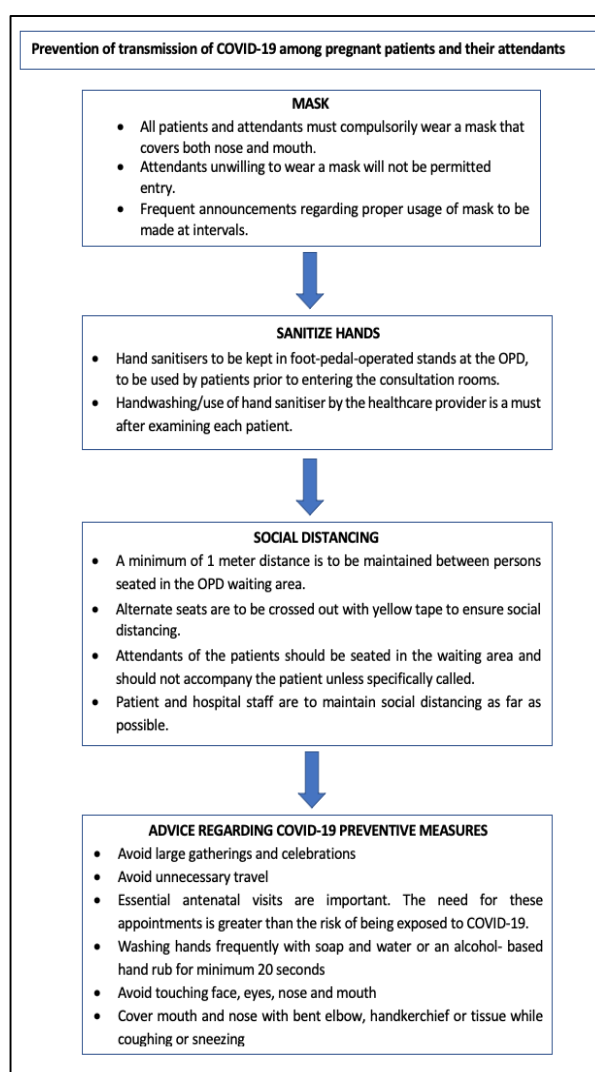 Prevention of transmission of COVID-19 among pregnant patients and their attendants
MASK
• All patients and attendants must compulsorily wear a mask that
covers both nose and mouth.
• Attendants unwilling to wear a mask will not be permitted
entry.
• Frequent announcements regarding proper usage of mask to be
made at intervals.
SANITIZE HANDS
• Hand sanitisers to be kept in foot-pedal-operated stands at the OPD,
to be used by patients prior to entering the consultation rooms.
• Handwashing/use of hand sanitiser by the healthcare provider is a must
after examining each patient.
SOCIAL DISTANCING
• A minimum of 1 meter distance is to be maintained between persons
seated in the OPD waiting area.
• Alternate seats are to be crossed out with yellow tape to ensure social
distancing.
• Attendants of the patients should be seated in the waiting area and
should not accompany the patient unless specifically called.
• Patient and hospital staff are to maintain social distancing as far as
possible.
ADVICE REGARDING COVID-19 PREVENTIVE MEASURES
• Avoid large gatherings and celebrations
• Avoid unnecessary travel
• Essential antenatal visits are important. The need for these
appointments is greater than the risk of being exposed to COVID-19.
• Washing hands frequently with soap and water or an alcohol- based
hand rub for minimum 20 seconds
• Avoid touching face, eyes, nose and mouth
• Cover mouth and nose with bent elbow, handkerchief or tissue while
coughing or sneezing